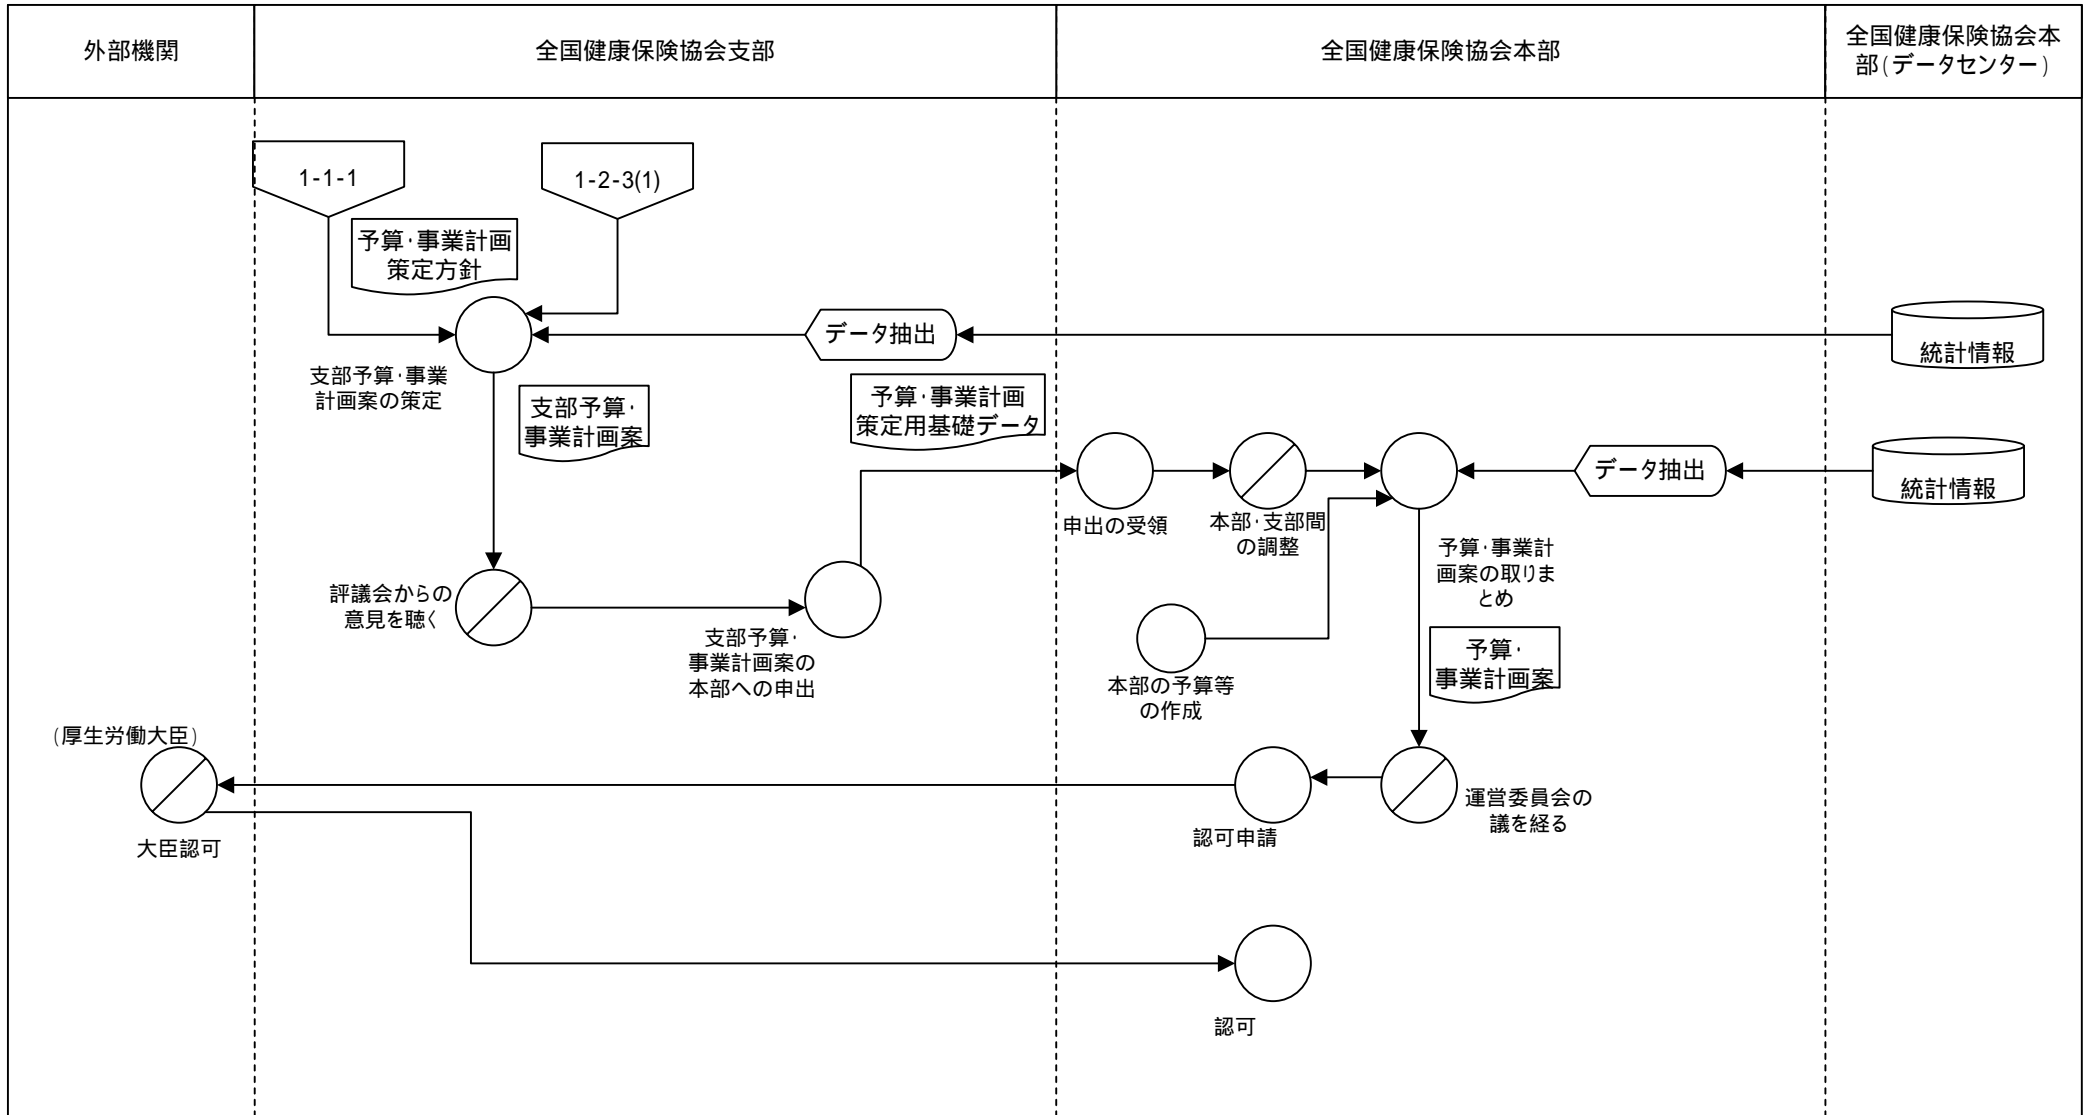 外部機関
全国健康保険協会支部
全国健康保険協会本部
全国健康保険協会本
部(データセンター)
1-1-1
1-2-3(1)
予算・事業計画
策定方針
データ抽出
統計情報
支部予算・事業
計画案の策定
支部予算・
事業計画案
予算・事業計画
策定用基礎データ
データ抽出
統計情報
申出の受領
本部・支部間
の調整
予算・事業計
画案の取りま
とめ
評議会からの
意見を聴く
支部予算・
事業計画案の
本部への申出
本部の予算等
の作成
予算・
事業計画案
(厚生労働大臣)
大臣認可
認可申請
運営委員会の
議を経る
認可